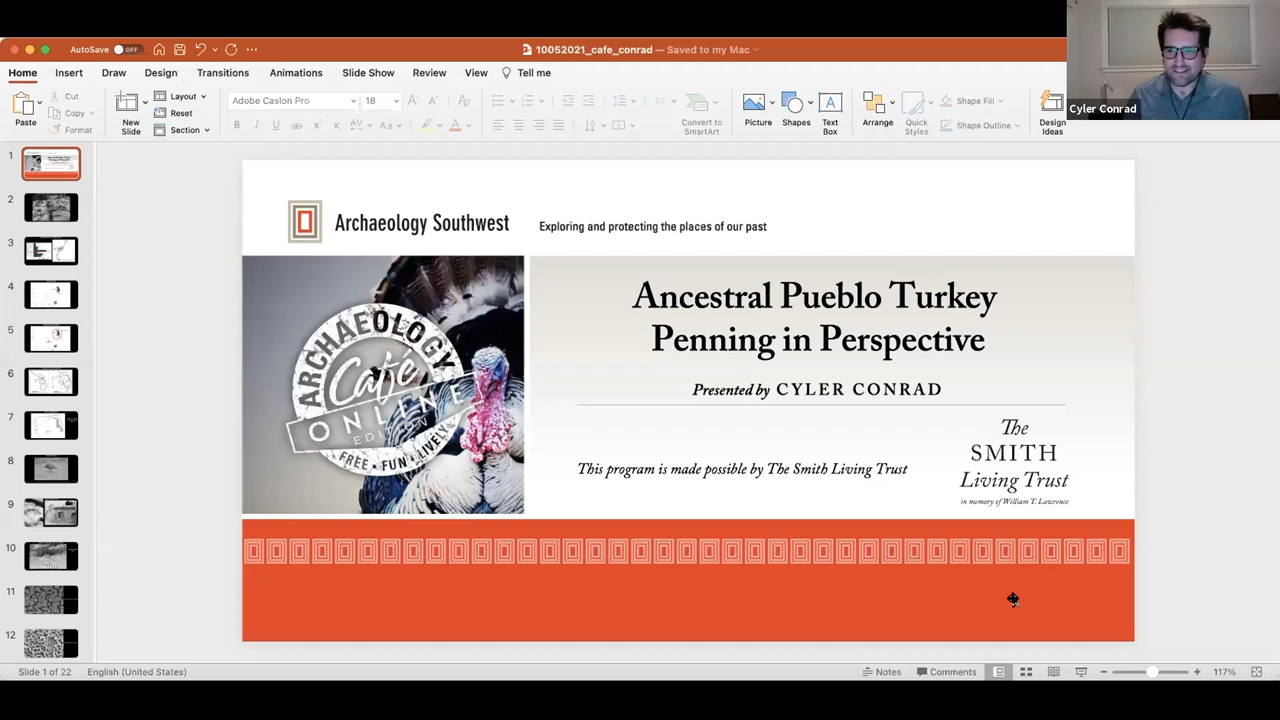 AutoSave OFF
10052021_cafe_conrad — Saved to my Mac
Home Insert Draw Design Transitions Animations Slide Show Review View Tell me
Cyler Conrad
Paste
Cut
Copy
Format
New Slide
Layout
Reset
Section
Adobe Caslon Pro 18
Convert to SmartArt
Picture
Shapes
Text Box
Arrange
Quick Styles
Shape Fill
Shape Outline
Design Ideas
1
2
3
4
5
6
7
8
9
10
11
12
Archaeology Southwest
Exploring and protecting the places of our past
ARCHAEOLOGY
Café
ONLINE
EDITION
FREE • FUN • LIVELY
Ancestral Pueblo Turkey
Penning in Perspective
Presented by CYLER CONRAD
This program is made possible by The Smith Living Trust
The
SMITH
Living Trust
in memory of William T. Lawrence
Slide 1 of 22 English (United States) Notes Comments 117%